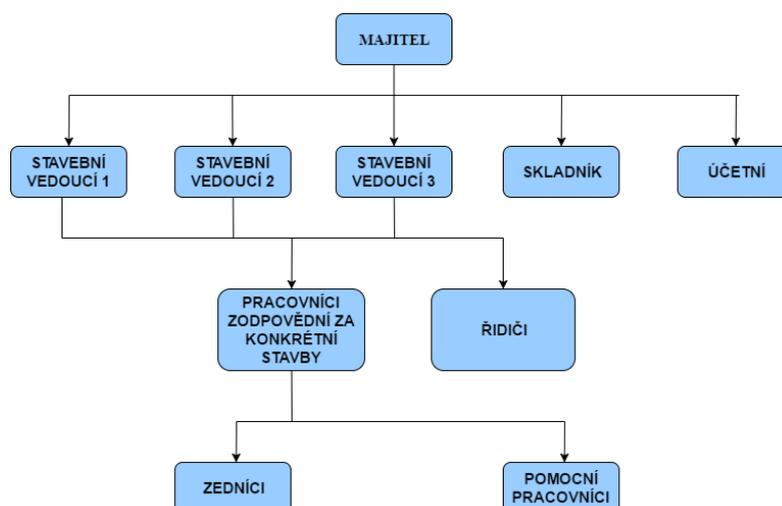 MAJITEL
STAVEBNÍ
VEDOUCÍ 1
STAVEBNÍ
VEDOUCÍ 2
STAVEBNÍ
VEDOUCÍ 3
SKLADNÍK
ÚČETNÍ
PRACOVNÍCI
ZODPOVĚDNÍ ZA
KONKRÉTNÍ
STAVBY
ŘIDIČI
ZEDNÍCI
POMOCNÍ
PRACOVNÍCI